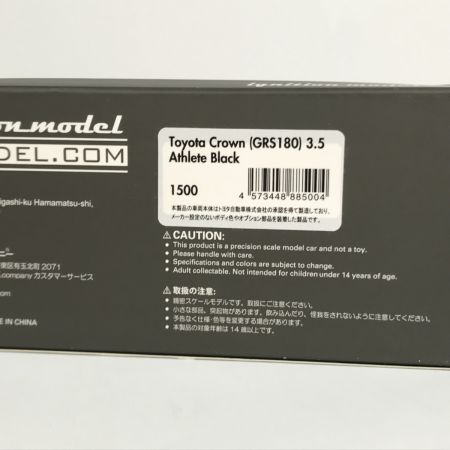 ignition model
on model
ODEL.COM
Toyota Crown (GRS180) 3.5
Athlete Black
1500
4 573448 885004
本製品の車両本体はトヨタ自動車株式会社の承認を得て製造しており、
メーカー設定のないボディ色やオプション部品を装着した製品です。
igashi-ku Hamamatsu-shi,
ニー®
東区有玉北町 2071
.company カスタマーサービス
.com
E IN CHINA
⚠ CAUTION:
• This product is a precision scale model car and not a toy.
• Please handle with care.
• Specifications and colors are subject to change.
• Adult collectable. Not intended for children under 14 years of age.
⚠ 取扱の注意:
• 精密スケールモデルです。取扱にご注意ください。
• 小さな部品、突起物があります。飲み込んだり、怪我をされないように注意してください。
• 予告なく仕様・色等を変更する場合があります。
• 本製品の対象年齢は 14 歳以上です。